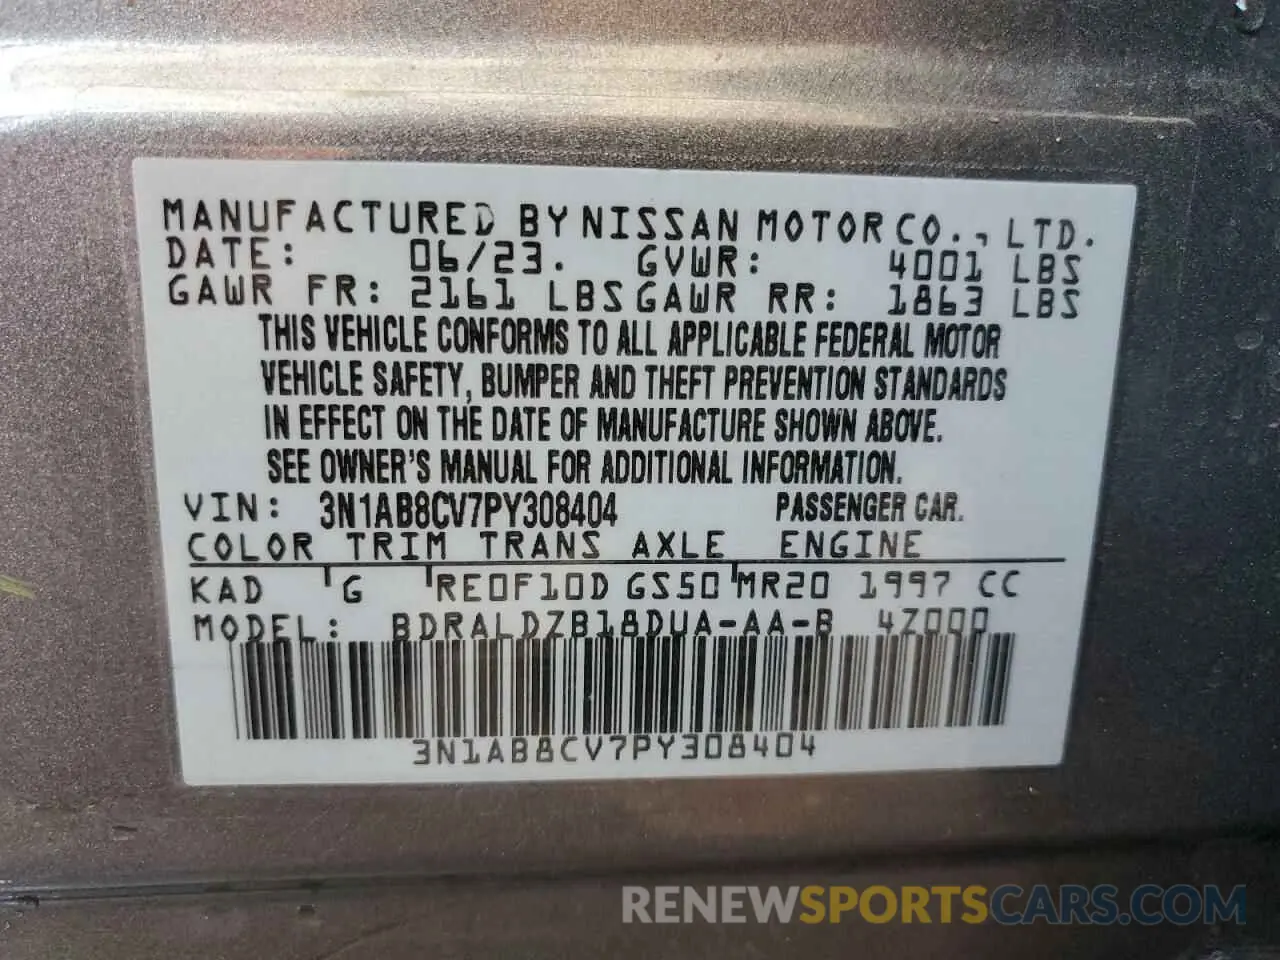 MANUFACTURED BY NISSAN MOTOR CO., LTD.
DATE: 06/23. GVWR: 4001 LBS
GAWR FR: 2161 LBS GAWR RR: 1863 LBS
THIS VEHICLE CONFORMS TO ALL APPLICABLE FEDERAL MOTOR
VEHICLE SAFETY, BUMPER AND THEFT PREVENTION STANDARDS
IN EFFECT ON THE DATE OF MANUFACTURE SHOWN ABOVE.
SEE OWNER'S MANUAL FOR ADDITIONAL INFORMATION.
VIN: 3N1AB8CV7PY308404 PASSENGER CAR.
COLOR TRIM TRANS AXLE ENGINE
KAD G RE0F10D GS50 MR20 1997 CC
MODEL: BDRALDZB18DUA-AA-B 4Z000
3N1AB8CV7PY308404
RENEWSPORTSCARS.COM